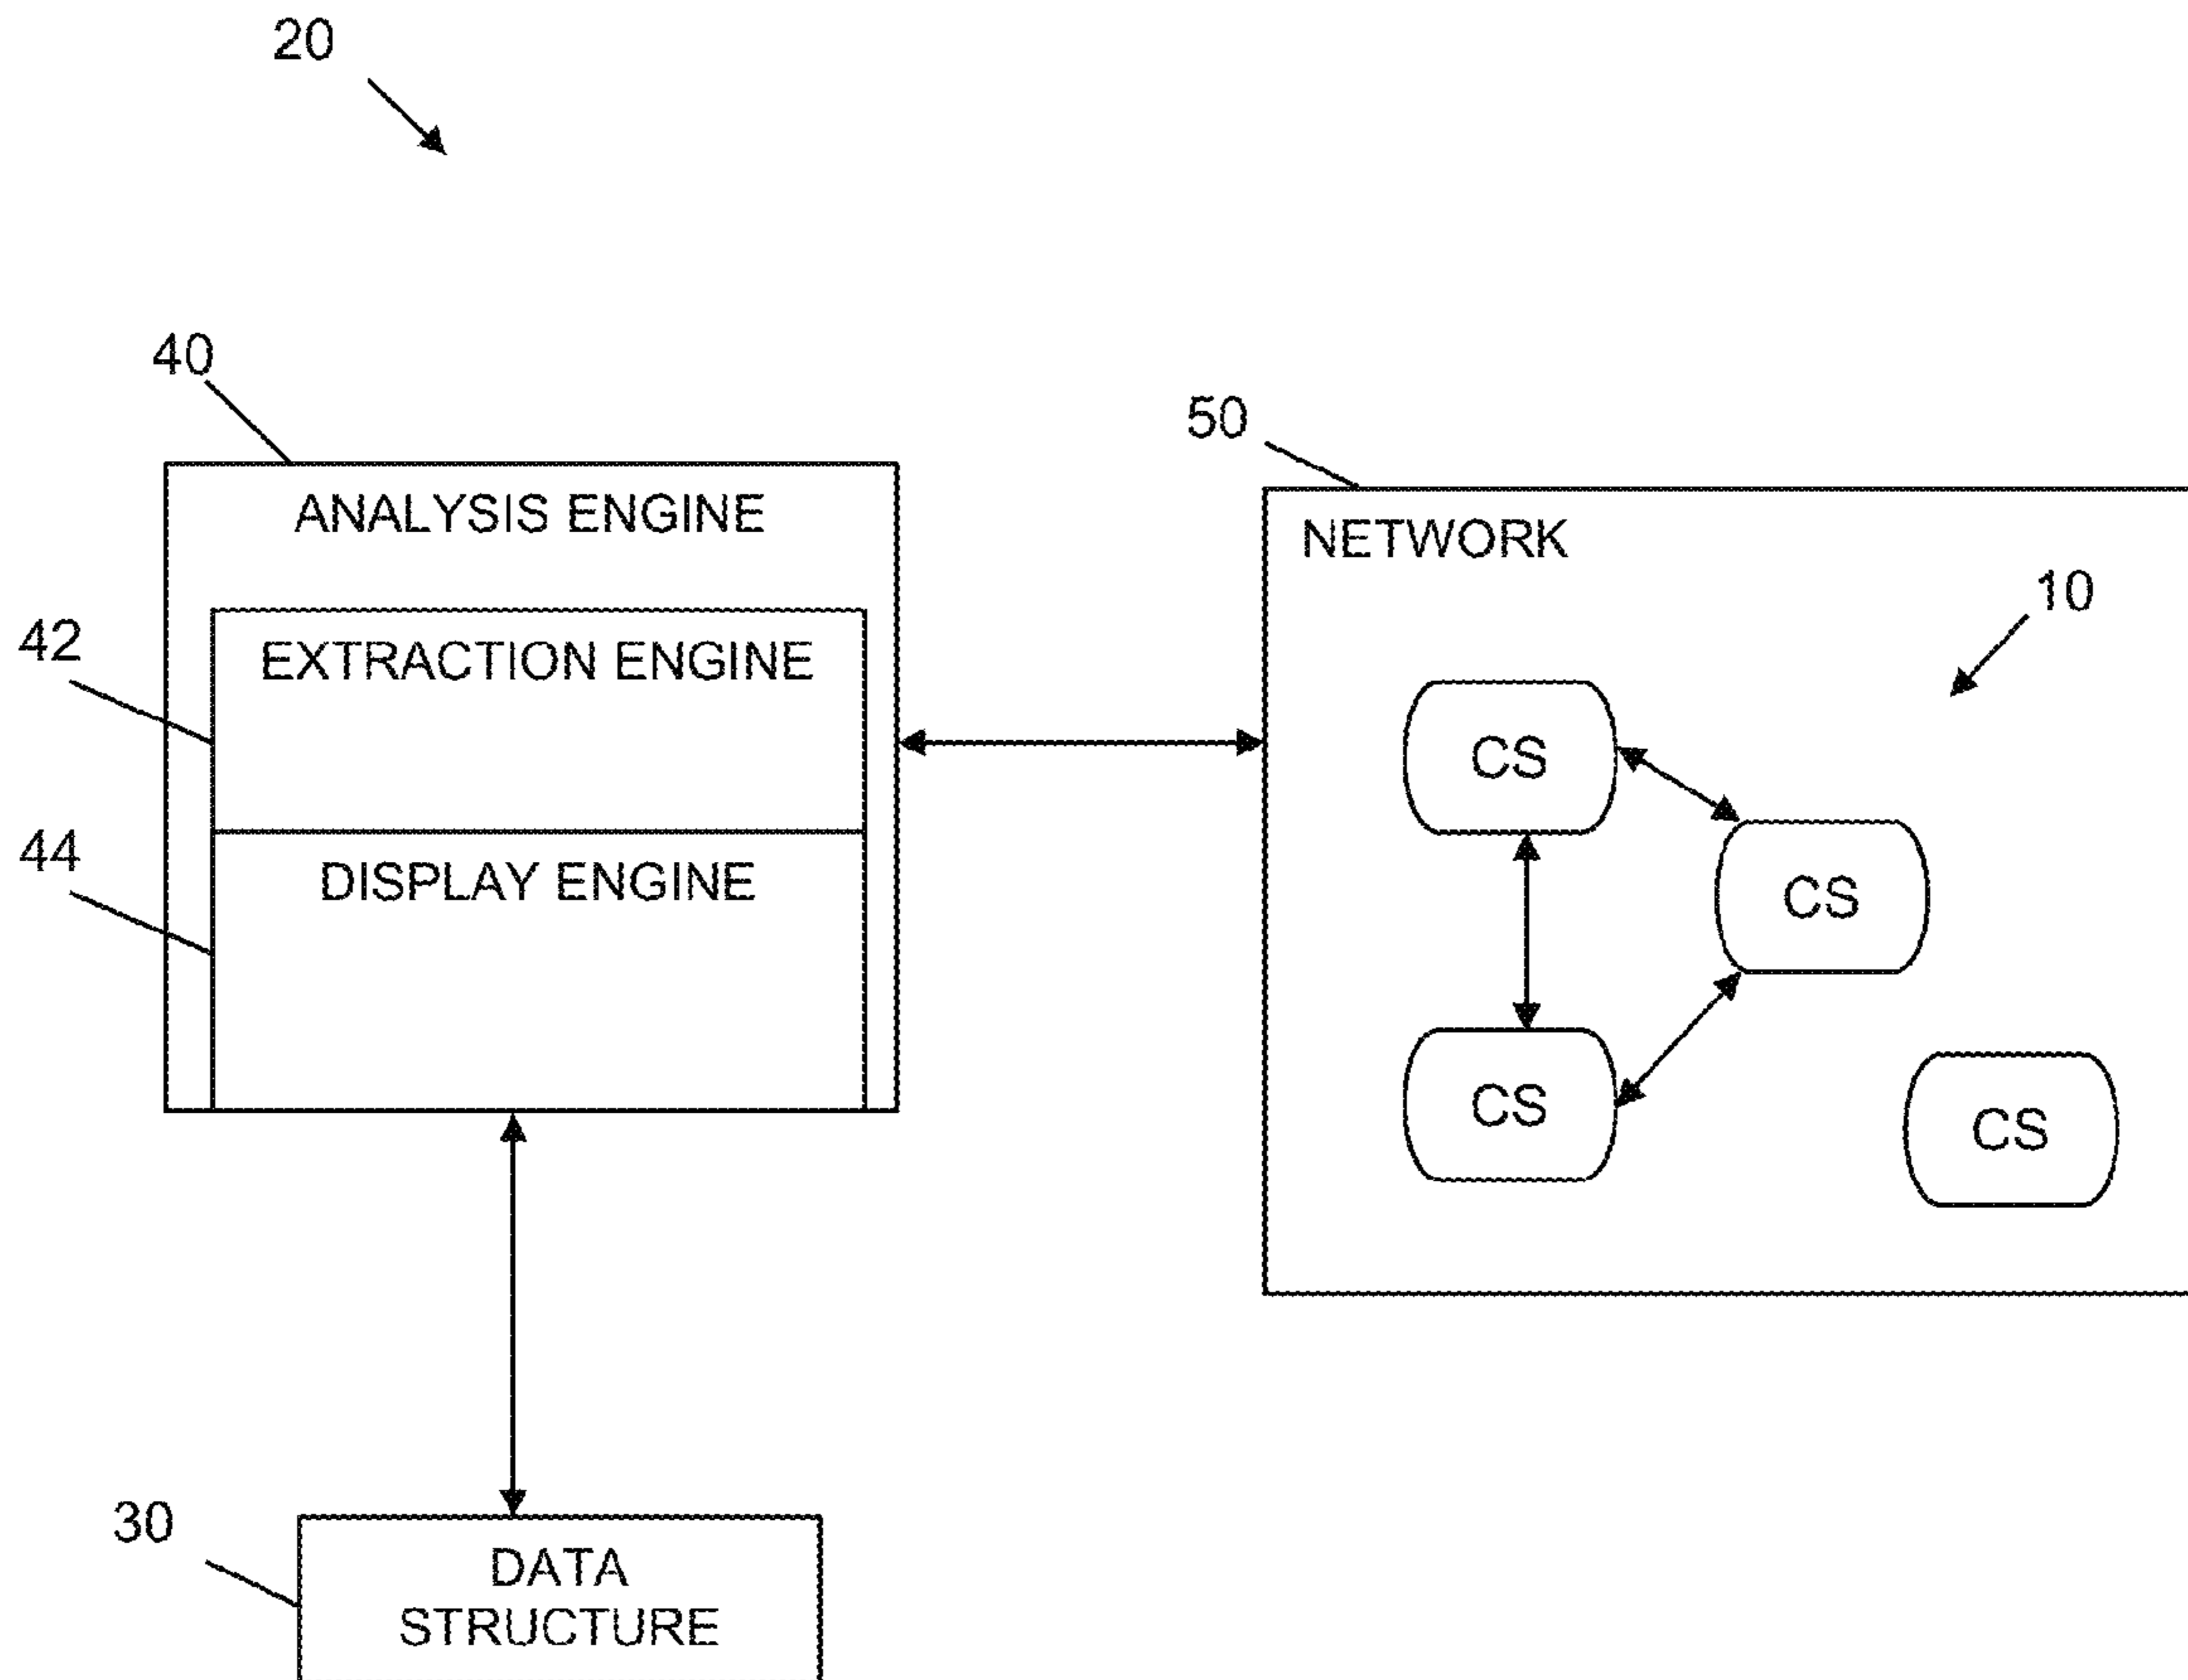 20
40
ANALYSIS ENGINE
50
NETWORK
10
42
EXTRACTION ENGINE
CS
44
DISPLAY ENGINE
CS
CS
CS
30
DATA
STRUCTURE